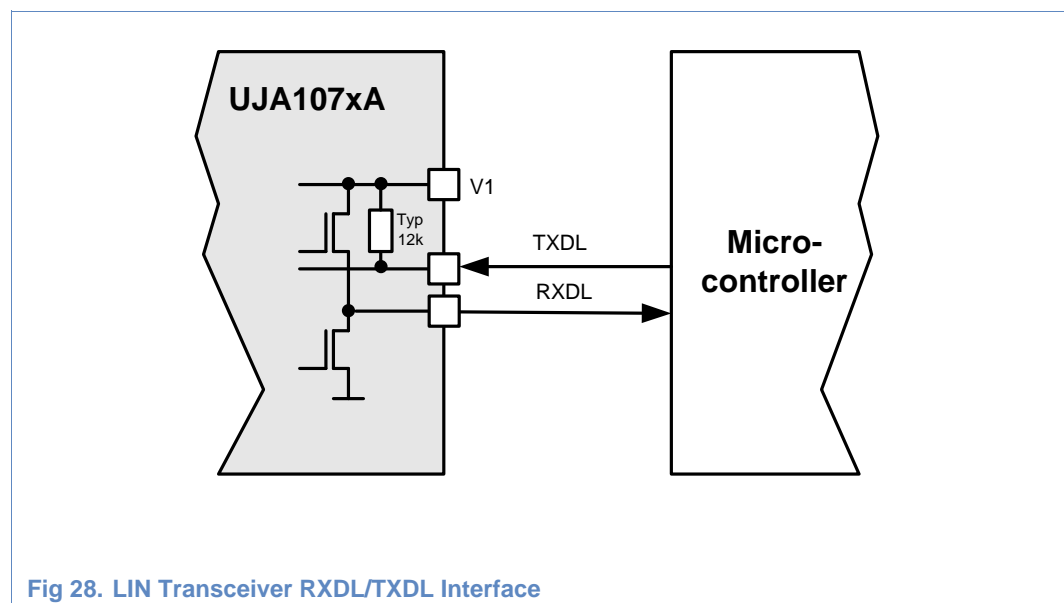 UJA107xA
V1
Typ
12k
TXDL
RXDL
Micro-
controller
Fig 28. LIN Transceiver RXDL/TXDL Interface